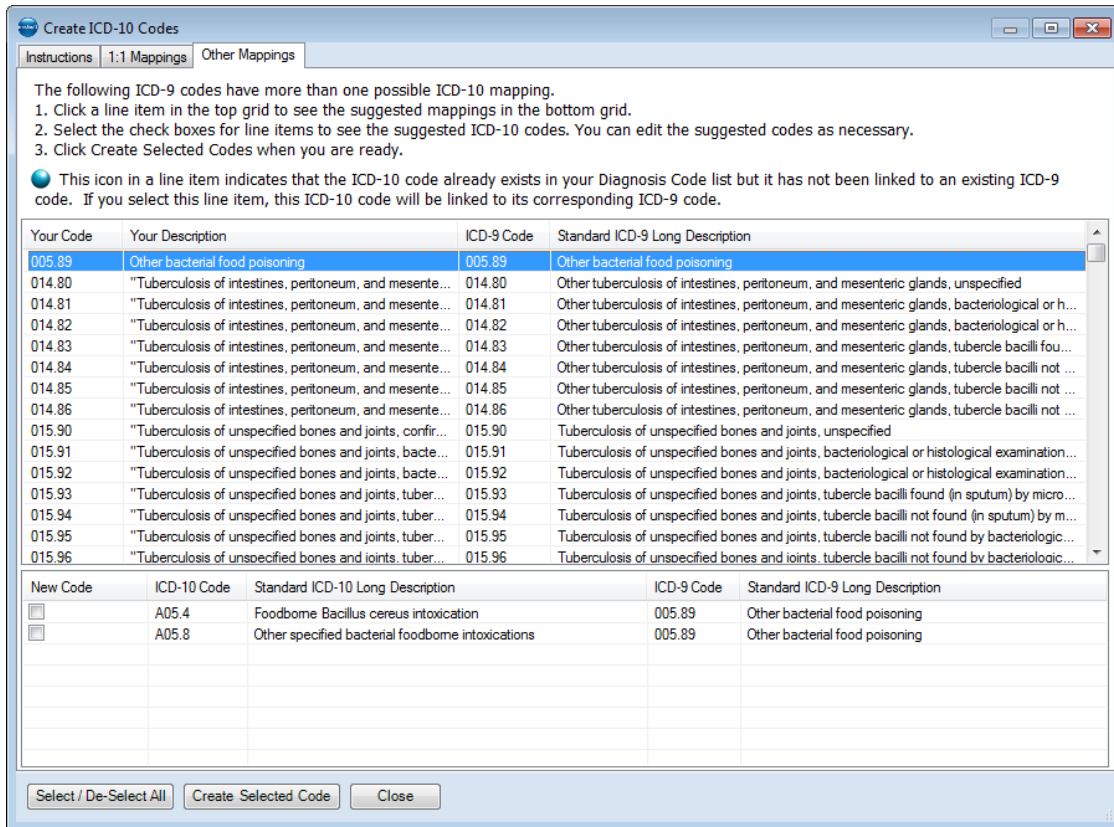 Create ICD-10 Codes
Instructions 1:1 Mappings Other Mappings
The following ICD-9 codes have more than one possible ICD-10 mapping.
1. Click a line item in the top grid to see the suggested mappings in the bottom grid.
2. Select the check boxes for line items to see the suggested ICD-10 codes. You can edit the suggested codes as necessary.
3. Click Create Selected Codes when you are ready.
This icon in a line item indicates that the ICD-10 code already exists in your Diagnosis Code list but it has not been linked to an existing ICD-9
code. If you select this line item, this ICD-10 code will be linked to its corresponding ICD-9 code.
Your Code Your Description ICD-9 Code Standard ICD-9 Long Description
005.89 Other bacterial food poisoning 005.89 Other bacterial food poisoning
014.80 "Tuberculosis of intestines, peritoneum, and mesente... 014.80 Other tuberculosis of intestines, peritoneum, and mesenteric glands, unspecified
014.81 "Tuberculosis of intestines, peritoneum, and mesente... 014.81 Other tuberculosis of intestines, peritoneum, and mesenteric glands, bacteriological or h...
014.82 "Tuberculosis of intestines, peritoneum, and mesente... 014.82 Other tuberculosis of intestines, peritoneum, and mesenteric glands, bacteriological or h...
014.83 "Tuberculosis of intestines, peritoneum, and mesente... 014.83 Other tuberculosis of intestines, peritoneum, and mesenteric glands, tubercle bacilli fou...
014.84 "Tuberculosis of intestines, peritoneum, and mesente... 014.84 Other tuberculosis of intestines, peritoneum, and mesenteric glands, tubercle bacilli not ...
014.85 "Tuberculosis of intestines, peritoneum, and mesente... 014.85 Other tuberculosis of intestines, peritoneum, and mesenteric glands, tubercle bacilli not ...
014.86 "Tuberculosis of intestines, peritoneum, and mesente... 014.86 Other tuberculosis of intestines, peritoneum, and mesenteric glands, tubercle bacilli not ...
015.90 "Tuberculosis of unspecified bones and joints, confir... 015.90 Tuberculosis of unspecified bones and joints, unspecified
015.91 "Tuberculosis of unspecified bones and joints, bacte... 015.91 Tuberculosis of unspecified bones and joints, bacteriological or histological examination...
015.92 "Tuberculosis of unspecified bones and joints, bacte... 015.92 Tuberculosis of unspecified bones and joints, bacteriological or histological examination...
015.93 "Tuberculosis of unspecified bones and joints, tuber... 015.93 Tuberculosis of unspecified bones and joints, tubercle bacilli found (in sputum) by micro...
015.94 "Tuberculosis of unspecified bones and joints, tuber... 015.94 Tuberculosis of unspecified bones and joints, tubercle bacilli not found (in sputum) by m...
015.95 "Tuberculosis of unspecified bones and joints, tuber... 015.95 Tuberculosis of unspecified bones and joints, tubercle bacilli not found by bacteriologic...
015.96 "Tuberculosis of unspecified bones and joints, tuber... 015.96 Tuberculosis of unspecified bones and joints, tubercle bacilli not found by bacteriologic...
New Code ICD-10 Code Standard ICD-10 Long Description ICD-9 Code Standard ICD-9 Long Description
A05.4 Foodborne Bacillus cereus intoxication 005.89 Other bacterial food poisoning
A05.8 Other specified bacterial foodborne intoxications 005.89 Other bacterial food poisoning
Select / De-Select All Create Selected Code Close